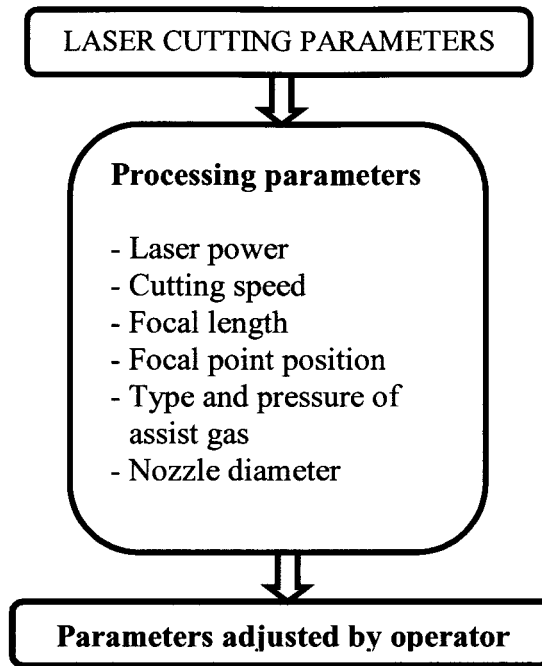 LASER CUTTING PARAMETERS
Processing parameters
- Laser power
- Cutting speed
- Focal length
- Focal point position
- Type and pressure of
assist gas
- Nozzle diameter
Parameters adjusted by operator